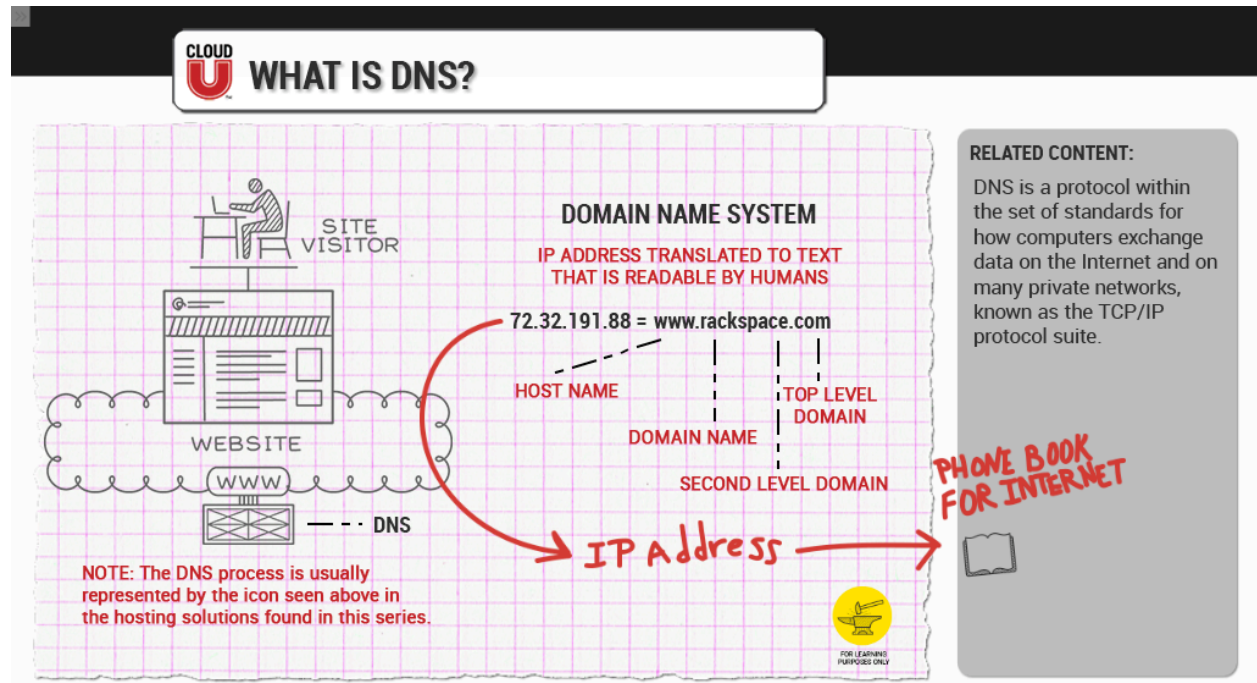 CLOUD
U
WHAT IS DNS?
SITE
VISITOR
WEBSITE
WWW
DNS
NOTE: The DNS process is usually
represented by the icon seen above in
the hosting solutions found in this series.
DOMAIN NAME SYSTEM
IP ADDRESS TRANSLATED TO TEXT
THAT IS READABLE BY HUMANS
72.32.191.88 = www.rackspace.com
HOST NAME
TOP LEVEL
DOMAIN
DOMAIN NAME
SECOND LEVEL DOMAIN
IP Address
FOR LEARNING
PURPOSES ONLY
RELATED CONTENT:
DNS is a protocol within
the set of standards for
how computers exchange
data on the Internet and on
many private networks,
known as the TCP/IP
protocol suite.
PHONE BOOK
FOR INTERNET